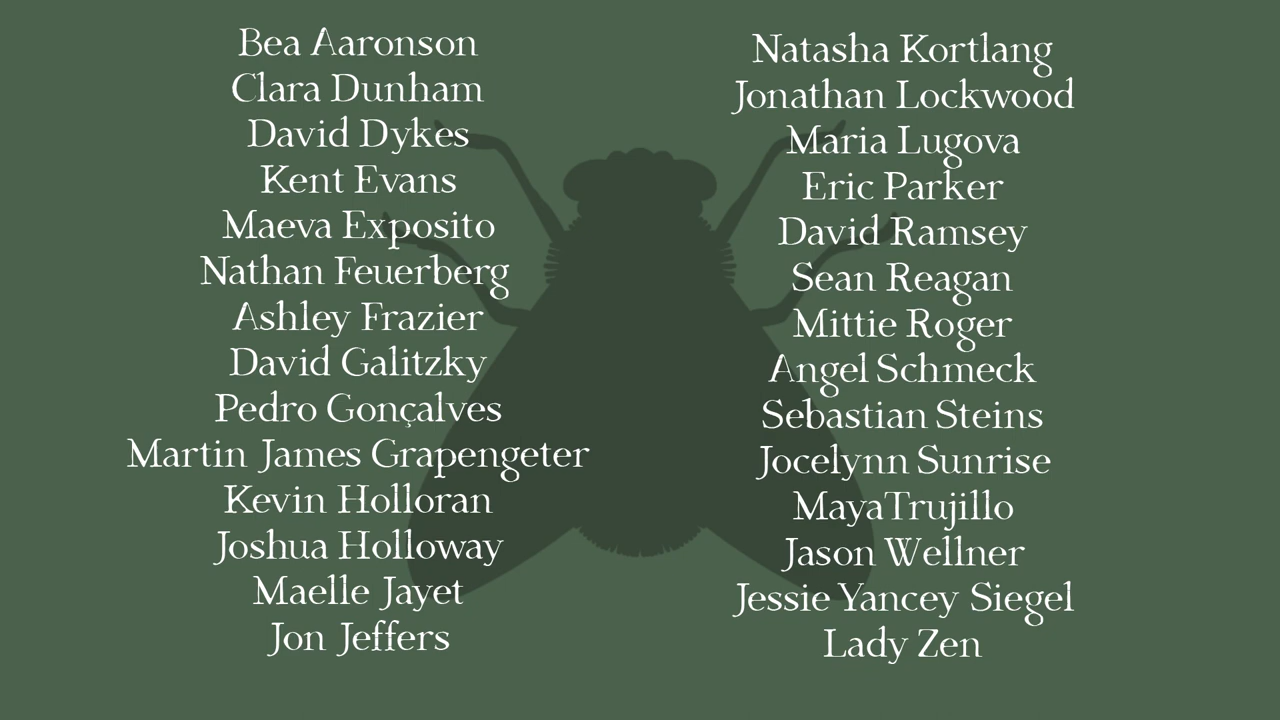 Bea Aaronson
Clara Dunham
David Dykes
Kent Evans
Maeva Exposito
Nathan Feuerberg
Ashley Frazier
David Galitzky
Pedro Gonçalves
Martin James Grapengeter
Kevin Holloran
Joshua Holloway
Maelle Jayet
Jon Jeffers
Natasha Kortlang
Jonathan Lockwood
Maria Lugova
Eric Parker
David Ramsey
Sean Reagan
Mittie Roger
Angel Schmeck
Sebastian Steins
Jocelynn Sunrise
MayaTrujillo
Jason Wellner
Jessie Yancey Siegel
Lady Zen